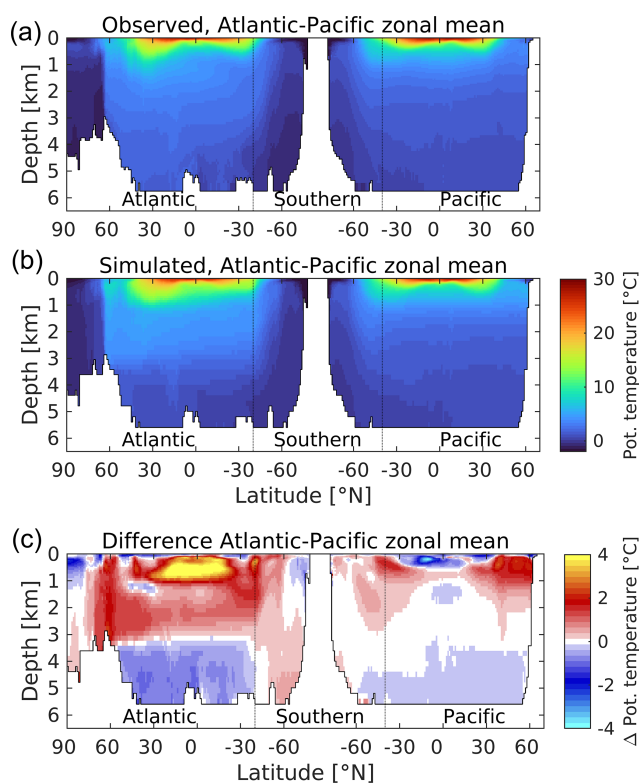 (a)
Observed, Atlantic-Pacific zonal mean
0
1
2
3
4
5
6
Depth [km]
Atlantic Southern Pacific
90 60 30 0 -30 -60 -60 -30 0 30 60
(b)
Simulated, Atlantic-Pacific zonal mean
0
1
2
3
4
5
6
Depth [km]
Atlantic Southern Pacific
90 60 30 0 -30 -60 -60 -30 0 30 60
Latitude [°N]
30
20
10
0
Pot. temperature [°C]
(c)
Difference Atlantic-Pacific zonal mean
0
1
2
3
4
5
6
Depth [km]
Atlantic Southern Pacific
90 60 30 0 -30 -60 -60 -30 0 30 60
Latitude [°N]
4
2
0
-2
-4
Δ Pot. temperature [°C]